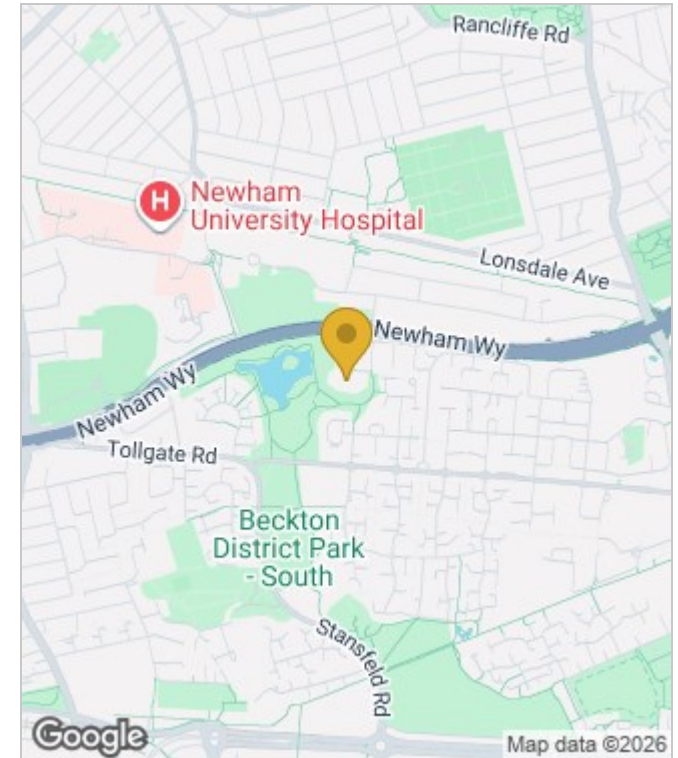 Rancliffe Rd
H
Newham
University Hospital
Lonsdale Ave
Newham Wy
Newham Wy
Tollgate Rd
Beckton
District Park
- South
Stansfeld Rd
Google
Map data ©2026